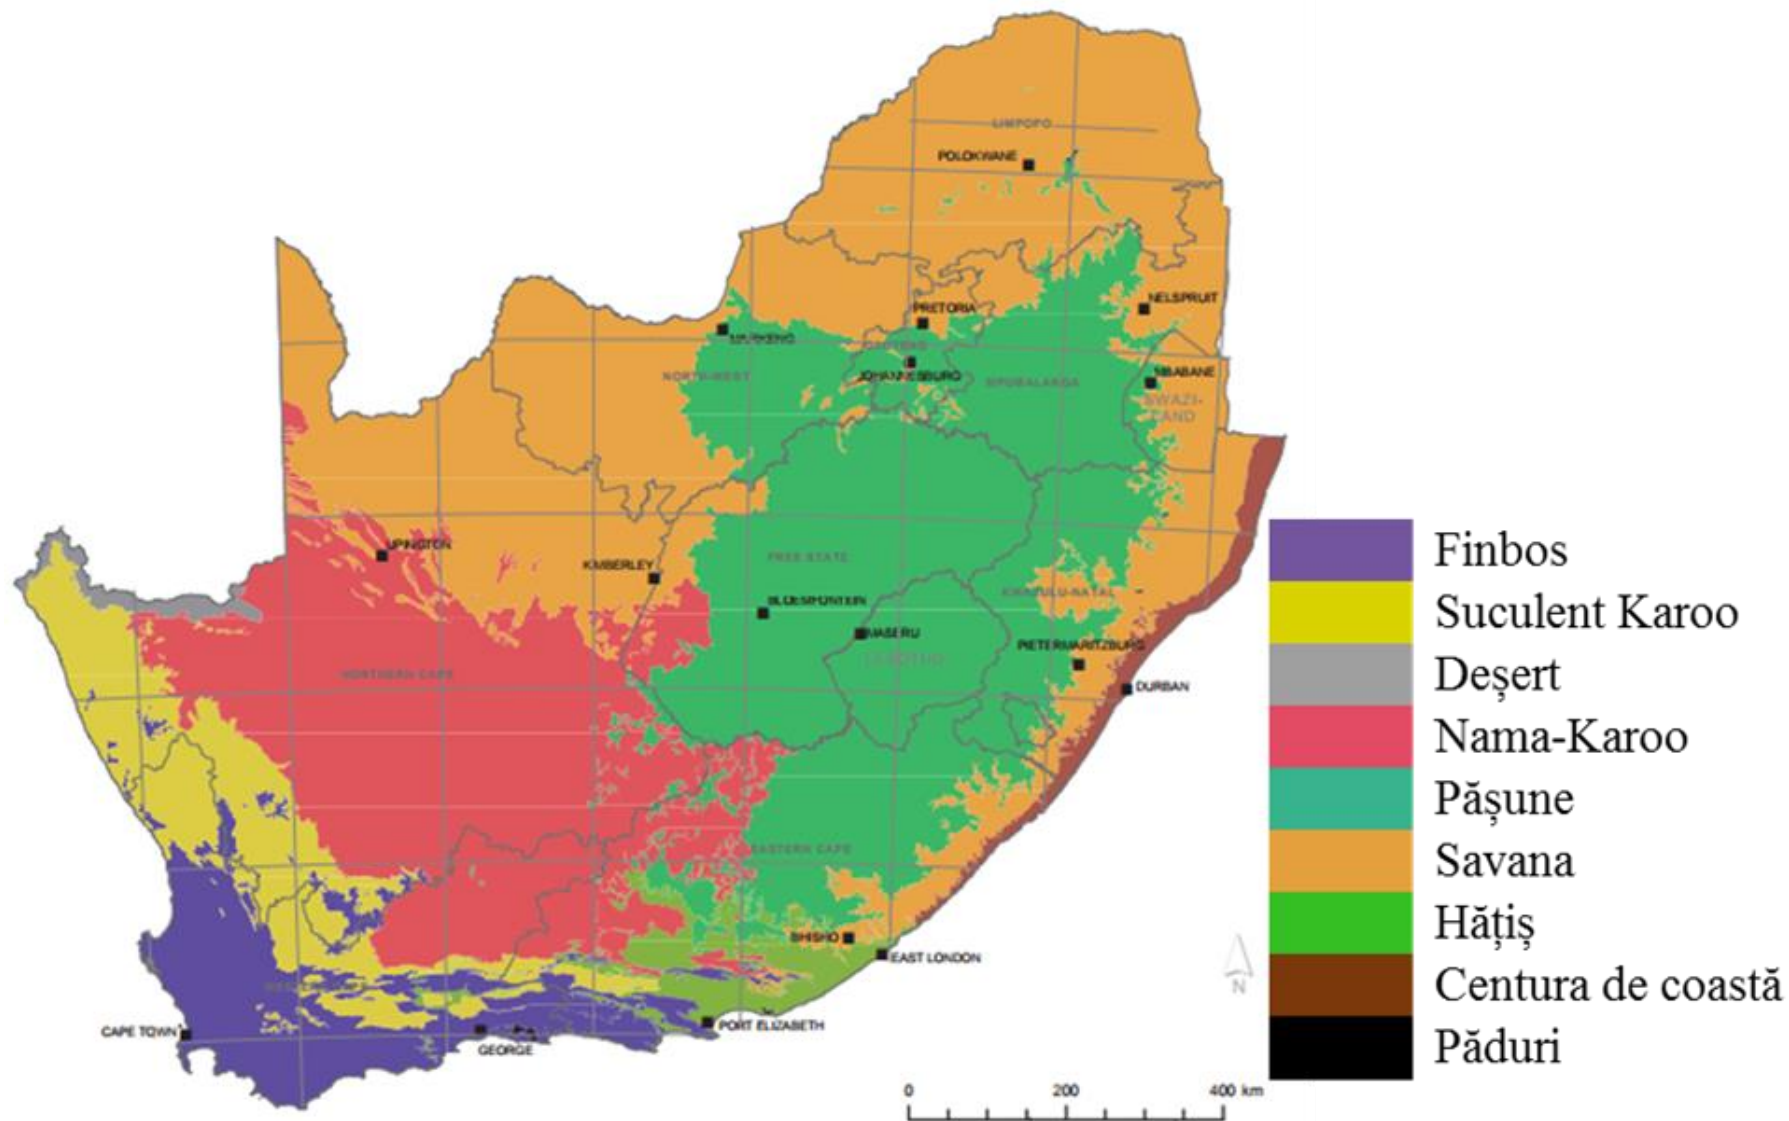 LIMPOPO
POLOKWANE
NELSPRUIT
PRETORIA
MAFIKENG
GAUTENG
JOHANNESBURG
NORTH-WEST
MPUMALANGA
MBABANE
SWAZI-
LAND
UPINGTON
KIMBERLEY
FREE STATE
BLOEMFONTEIN
KWAZULU-NATAL
MASERU
LESOTHO
PIETERMARITZBURG
DURBAN
NORTHERN CAPE
EASTERN CAPE
BHISHO
EAST LONDON
CAPE TOWN
GEORGE
PORT ELIZABETH
N
0 200 400 km
Finbos
Suculent Karoo
Deșert
Nama-Karoo
Pășune
Savana
Hățiș
Centura de coastă
Păduri